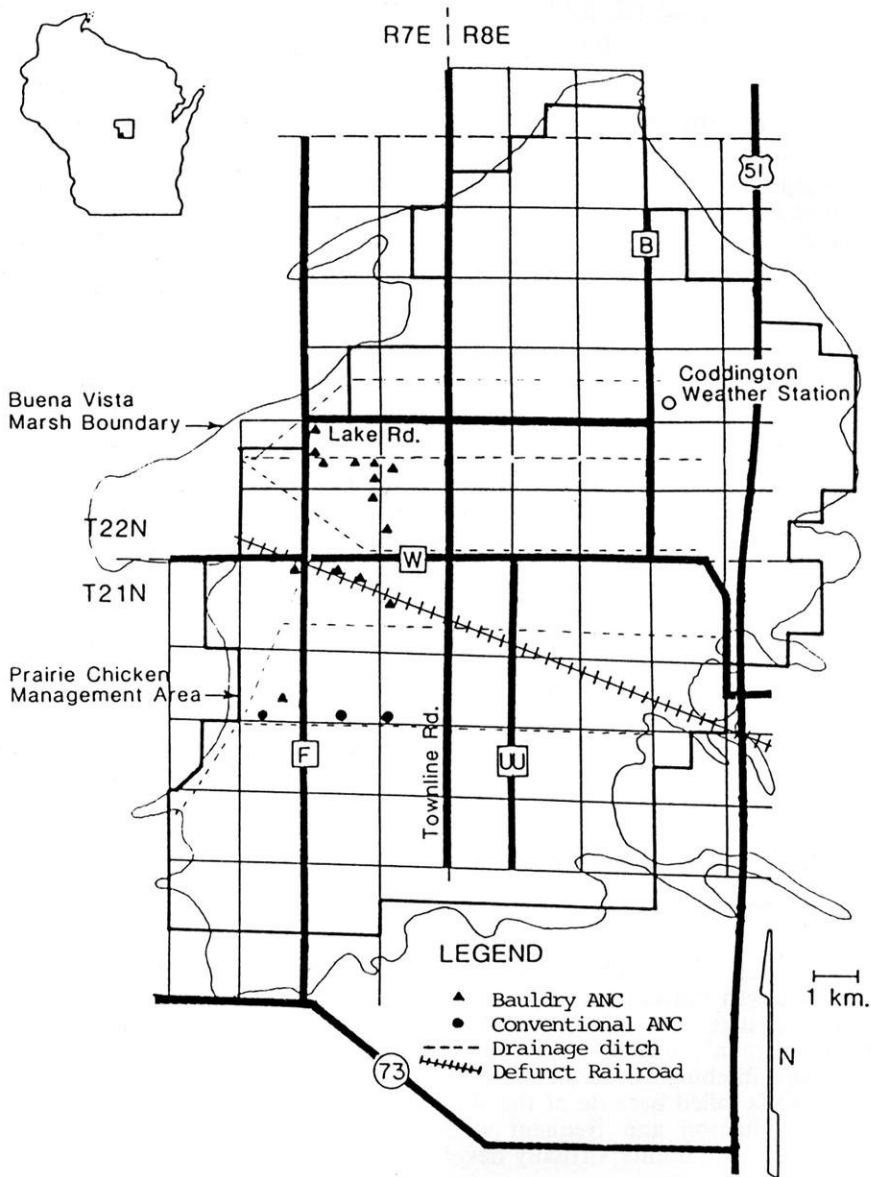 R7E R8E
51
B
Coddington
Weather Station
Buena Vista
Marsh Boundary
Lake Rd.
T22N
W
T21N
Prairie Chicken
Management Area
F
Townline Rd.
UU
LEGEND
Bauldry ANC
Conventional ANC
Drainage ditch
Defunct Railroad
1 km.
N
73